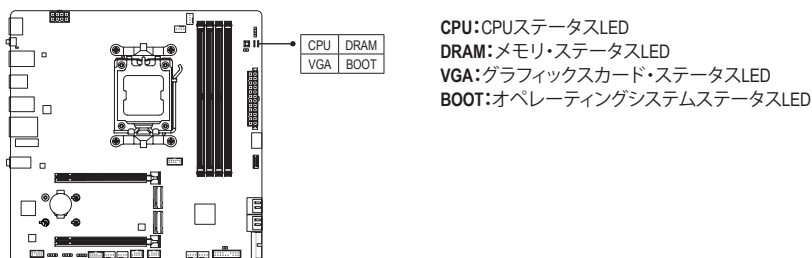 CPU DRAM
VGA BOOT
CPU:CPUステータスLED
DRAM:メモリ・ステータスLED
VGA:グラフィックスカード・ステータスLED
BOOT:オペレーティングシステムステータスLED